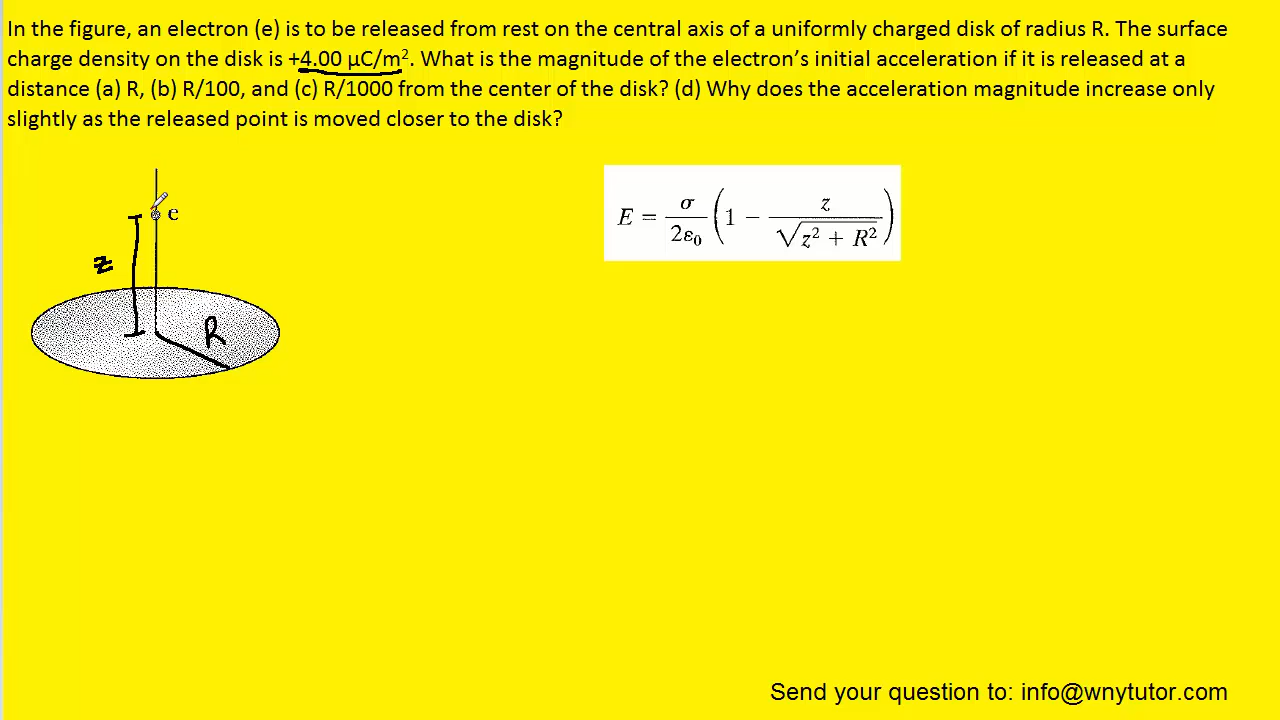 In the figure, an electron (e) is to be released from rest on the central axis of a uniformly charged disk of radius R. The surface
charge density on the disk is +4.00 µC/m². What is the magnitude of the electron’s initial acceleration if it is released at a
distance (a) R, (b) R/100, and (c) R/1000 from the center of the disk? (d) Why does the acceleration magnitude increase only
slightly as the released point is moved closer to the disk?
e
z
R
E = σ/2ε₀ (1 − z/√(z² + R²))
Send your question to: info@wnytutor.com